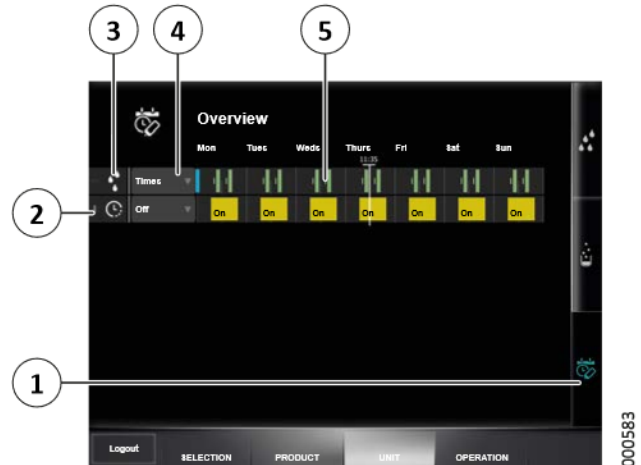 3 4 5
Overview
Mon Tues Weds Thurs Fri Sat Sun
11:35
Times
2
Off On On On On On On On
1
Logout SELECTION PRODUCT UNIT OPERATION
000583